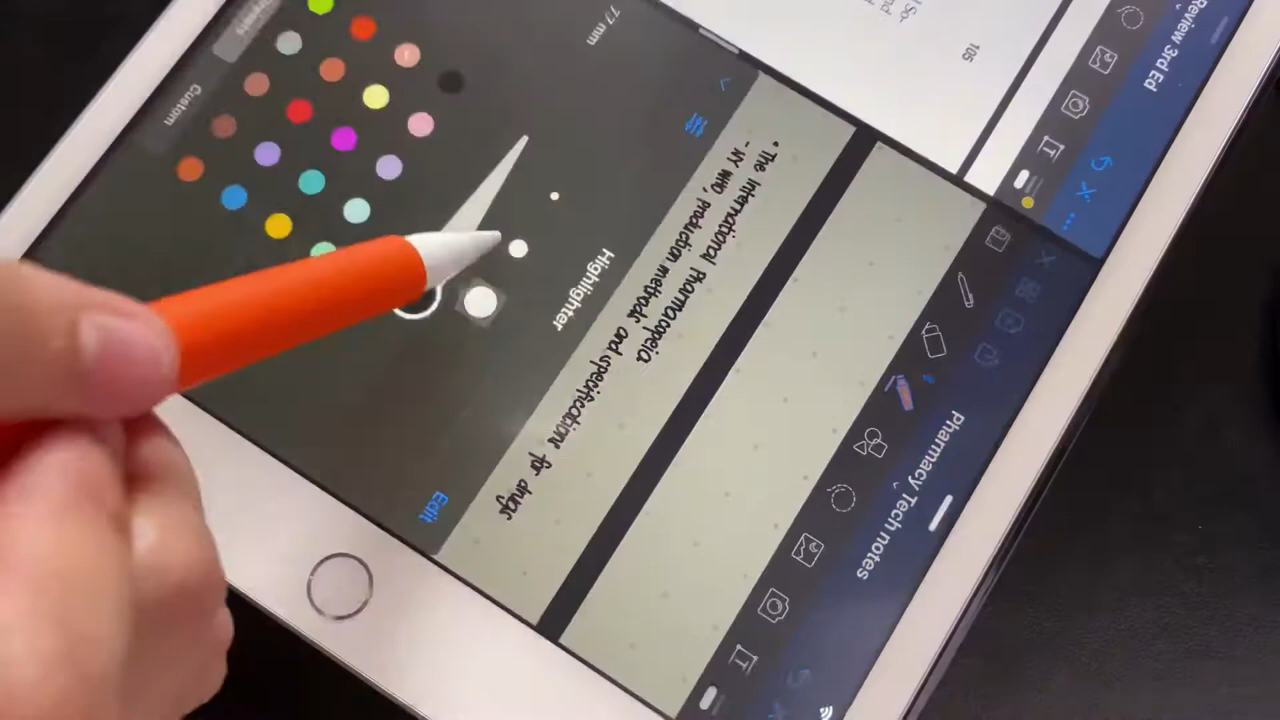 Review 3rd Ed
105
Pharmacy Tech notes
• The International Pharmacopeia
- by WHO, production methods and specifications for drugs
Highlighter
Edit
77 mm
Custom